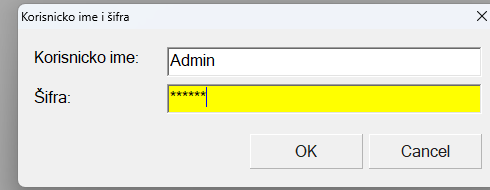 Korisnicko ime i šifra
Korisnicko ime:
Admin
Šifra:
******
OK
Cancel